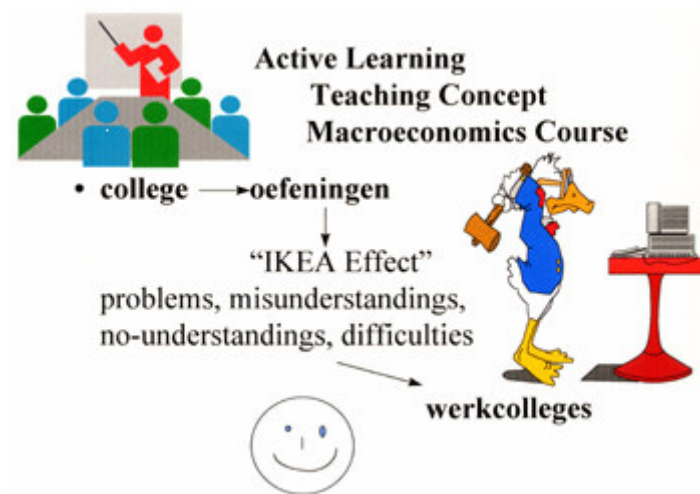 Active Learning
Teaching Concept
Macroeconomics Course
• college → oefeningen
“IKEA Effect”
problems, misunderstandings,
no-understandings, difficulties
werkcolleges